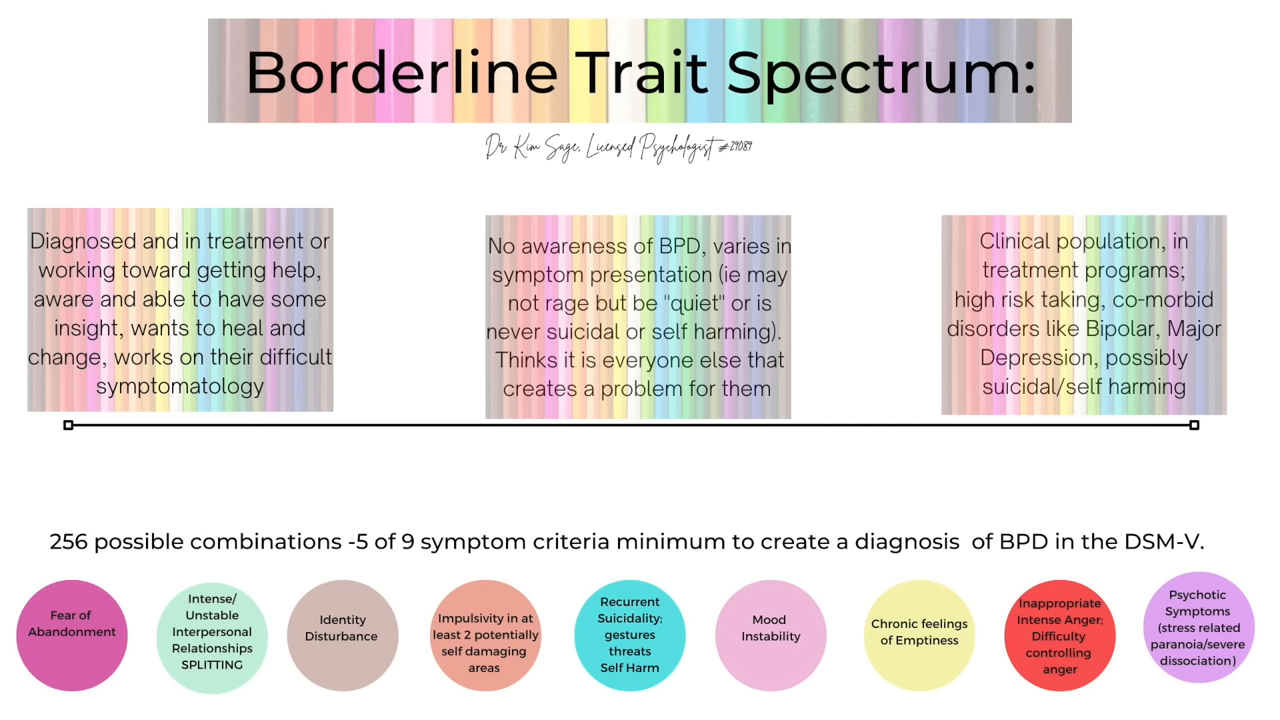 Borderline Trait Spectrum:
Dr. Kim Sage, Licensed Psychologist #29089
Diagnosed and in treatment or
working toward getting help,
aware and able to have some
insight, wants to heal and
change, works on their difficult
symptomatology
No awareness of BPD, varies in
symptom presentation (ie may
not rage but be "quiet" or is
never suicidal or self harming).
Thinks it is everyone else that
creates a problem for them
Clinical population, in
treatment programs;
high risk taking, co-morbid
disorders like Bipolar, Major
Depression, possibly
suicidal/self harming
256 possible combinations -5 of 9 symptom criteria minimum to create a diagnosis of BPD in the DSM-V.
Fear of
Abandonment
Intense/
Unstable
Interpersonal
Relationships
SPLITTING
Identity
Disturbance
Impulsivity in at
least 2 potentially
self damaging
areas
Recurrent
Suicidality;
gestures
threats
Self Harm
Mood
Instability
Chronic feelings
of Emptiness
Inappropriate
Intense Anger;
Difficulty
controlling
anger
Psychotic
Symptoms
(stress related
paranoia/severe
dissociation)